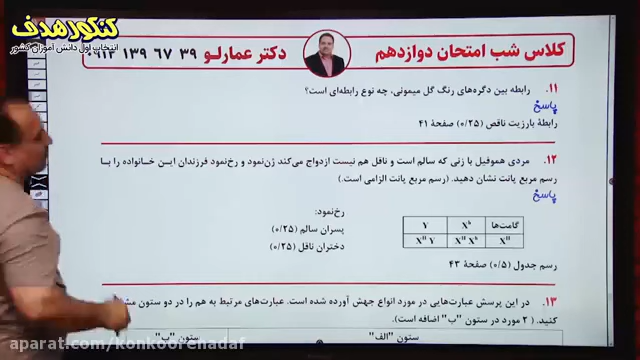 کنکور هدف
انتخاب اول دانش آموزان کشور
کلاس شب امتحان دوازدهم
دکتر عمارلو ۳۹ ۶۷ ۱۳۹ ۰۹۱۲
۱۱. رابطه بین دگره‌های رنگ گل میمونی، چه نوع رابطه‌ای است؟
پاسخ
رابطهٔ بارزیت ناقص (۰/۲۵) صفحهٔ ۴۱
۱۲. مردی هموفیل با زنی که سالم است و ناقل هم نیست ازدواج می‌کند ژن‌نمود و رخ‌نمود فرزندان این خانواده را با
رسم مربع پانت نشان دهید. (رسم مربع پانت الزامی است.)
پاسخ
رخ‌نمود:
پسران سالم (۰/۲۵)
دختران ناقل (۰/۲۵)
گامت‌ها Xʰ Y
Xᴴ XᴴXʰ XᴴY
رسم جدول (۰/۵) صفحهٔ ۴۳
۱۳. در این پرسش عبارت‌هایی در مورد انواع جهش آورده شده است. عبارت‌های مرتبط به هم را در دو ستون
کنید. (۲ مورد در ستون "ب" اضافه است).
ستون "الف" ستون "ب"
aparat.com/konkoorehadaf